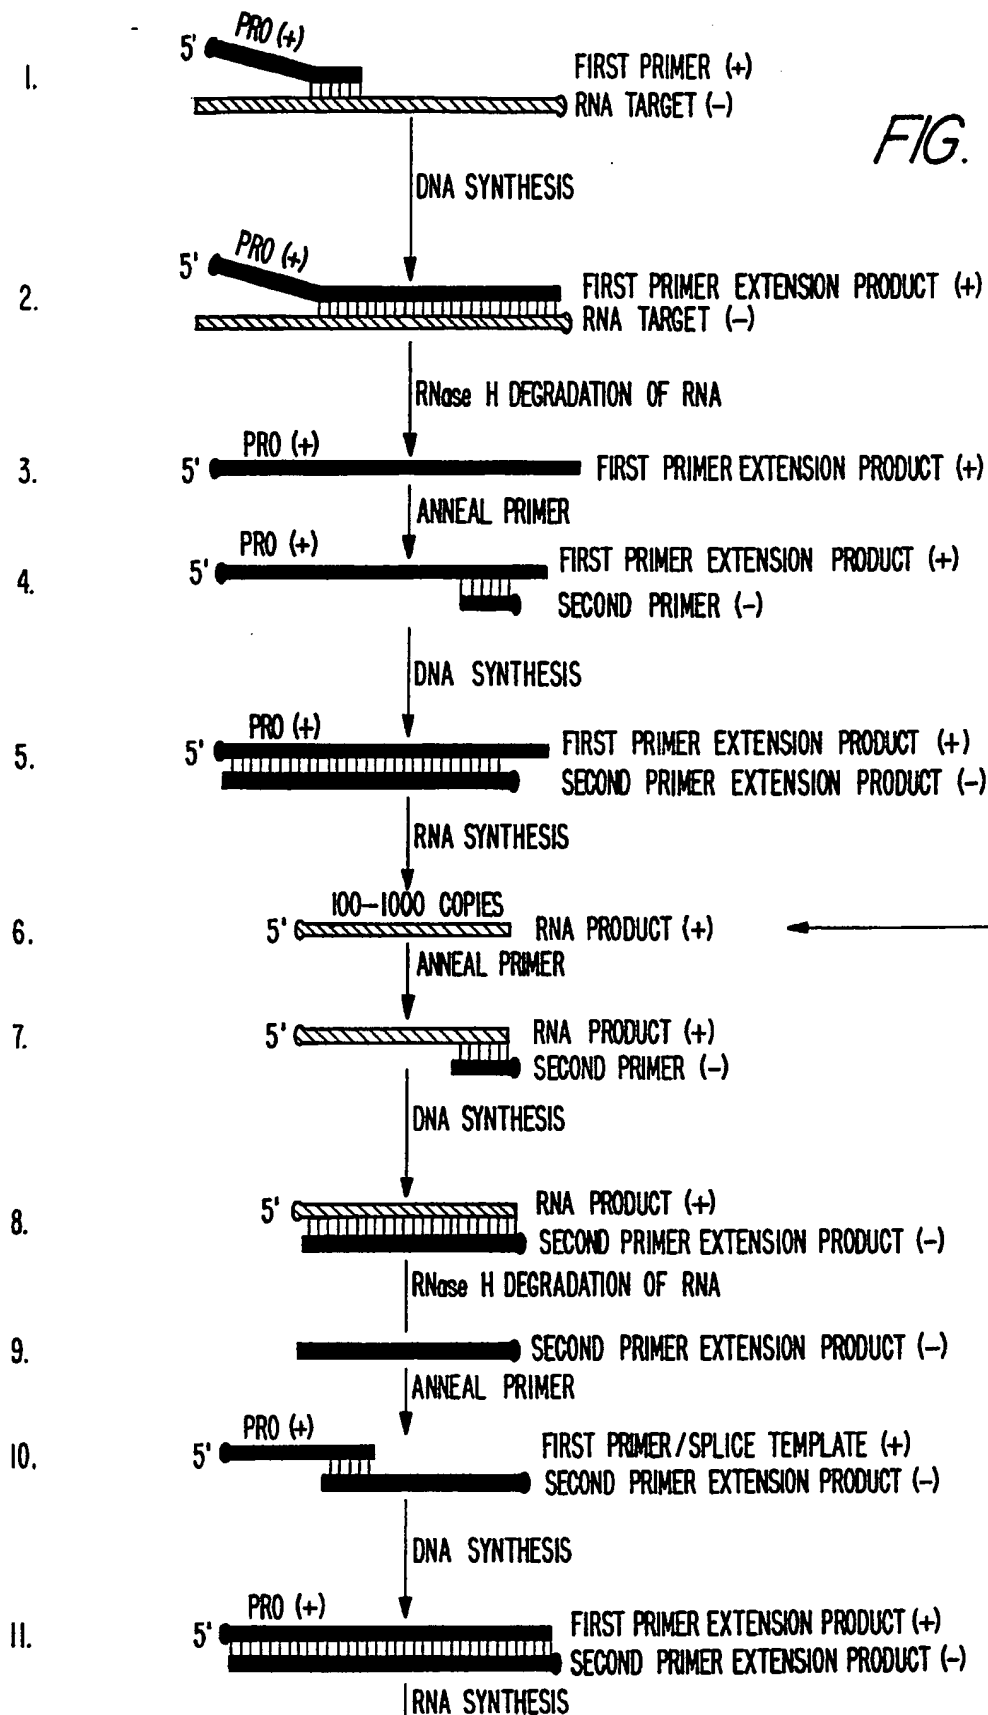 5' PRO (+)
1. FIRST PRIMER (+)
RNA TARGET (-)
FIG.
DNA SYNTHESIS
5' PRO (+)
2. FIRST PRIMER EXTENSION PRODUCT (+)
RNA TARGET (-)
RNase H DEGRADATION OF RNA
PRO (+)
3. 5' FIRST PRIMER EXTENSION PRODUCT (+)
ANNEAL PRIMER
PRO (+)
4. 5' FIRST PRIMER EXTENSION PRODUCT (+)
SECOND PRIMER (-)
DNA SYNTHESIS
PRO (+)
5. 5' FIRST PRIMER EXTENSION PRODUCT (+)
SECOND PRIMER EXTENSION PRODUCT (-)
RNA SYNTHESIS
100-1000 COPIES
6. 5' RNA PRODUCT (+)
ANNEAL PRIMER
7. 5' RNA PRODUCT (+)
SECOND PRIMER (-)
DNA SYNTHESIS
8. 5' RNA PRODUCT (+)
SECOND PRIMER EXTENSION PRODUCT (-)
RNase H DEGRADATION OF RNA
9. SECOND PRIMER EXTENSION PRODUCT (-)
ANNEAL PRIMER
PRO (+)
10. 5' FIRST PRIMER/SPLICE TEMPLATE (+)
SECOND PRIMER EXTENSION PRODUCT (-)
DNA SYNTHESIS
PRO (+)
11. 5' FIRST PRIMER EXTENSION PRODUCT (+)
SECOND PRIMER EXTENSION PRODUCT (-)
RNA SYNTHESIS